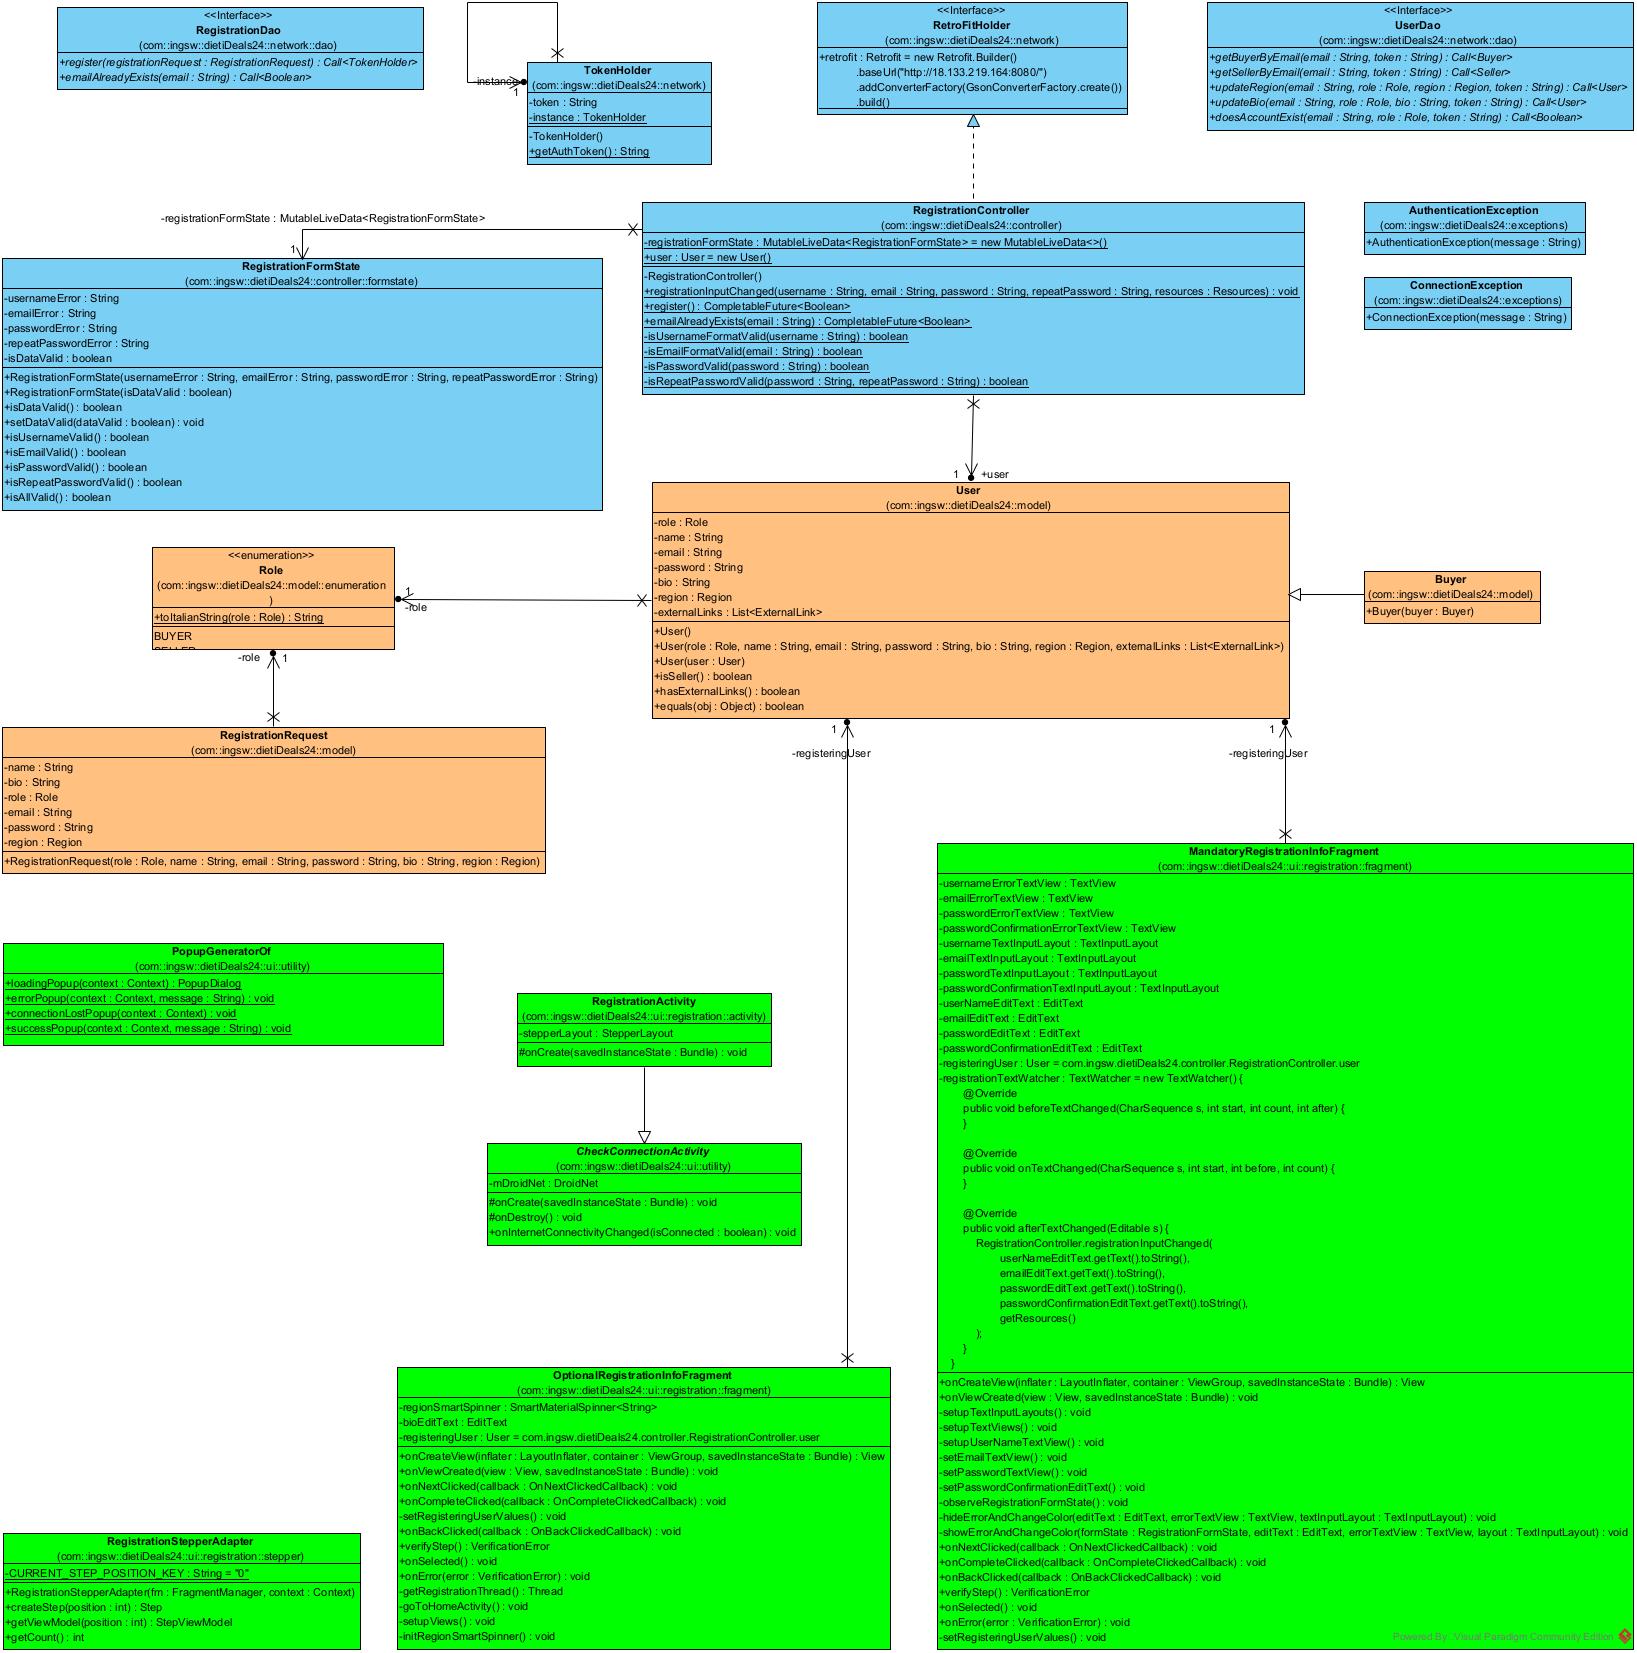 <<Interface>>
RegistrationDao
(com::ingsw::dietiDeals24::network::dao)
+register(registrationRequest : RegistrationRequest) : Call<TokenHolder>
+emailAlreadyExists(email : String) : Call<Boolean>
-instance
1
TokenHolder
(com::ingsw::dietiDeals24::network)
-token : String
-instance : TokenHolder
-TokenHolder()
+getAuthToken() : String
<<Interface>>
RetroFitHolder
(com::ingsw::dietiDeals24::network)
+retrofit : Retrofit = new Retrofit.Builder()
.baseUrl("http://18.133.219.164:8080/")
.addConverterFactory(GsonConverterFactory.create())
.build()
<<Interface>>
UserDao
(com::ingsw::dietiDeals24::network::dao)
+getBuyerByEmail(email : String, token : String) : Call<Buyer>
+getSellerByEmail(email : String, token : String) : Call<Seller>
+updateRegion(email : String, role : Role, region : Region, token : String) : Call<User>
+updateBio(email : String, role : Role, bio : String, token : String) : Call<User>
+doesAccountExist(email : String, role : Role, token : String) : Call<Boolean>
-registrationFormState : MutableLiveData<RegistrationFormState>
1
RegistrationController
(com::ingsw::dietiDeals24::controller)
-registrationFormState : MutableLiveData<RegistrationFormState> = new MutableLiveData<>()
+user : User = new User()
-RegistrationController()
+registrationInputChanged(username : String, email : String, password : String, repeatPassword : String, resources : Resources) : void
+register() : CompletableFuture<Boolean>
+emailAlreadyExists(email : String) : CompletableFuture<Boolean>
-isUsernameFormatValid(username : String) : boolean
-isEmailFormatValid(email : String) : boolean
-isPasswordValid(password : String) : boolean
-isRepeatPasswordValid(password : String, repeatPassword : String) : boolean
AuthenticationException
(com::ingsw::dietiDeals24::exceptions)
+AuthenticationException(message : String)
ConnectionException
(com::ingsw::dietiDeals24::exceptions)
+ConnectionException(message : String)
RegistrationFormState
(com::ingsw::dietiDeals24::controller::formstate)
-usernameError : String
-emailError : String
-passwordError : String
-repeatPasswordError : String
-isDataValid : boolean
+RegistrationFormState(usernameError : String, emailError : String, passwordError : String, repeatPasswordError : String)
+RegistrationFormState(isDataValid : boolean)
+isDataValid() : boolean
+setDataValid(dataValid : boolean) : void
+isUsernameValid() : boolean
+isEmailValid() : boolean
+isPasswordValid() : boolean
+isRepeatPasswordValid() : boolean
+isAllValid() : boolean
1 +user
User
(com::ingsw::dietiDeals24::model)
-role : Role
-name : String
-email : String
-password : String
-bio : String
-region : Region
-externalLinks : List<ExternalLink>
+User()
+User(role : Role, name : String, email : String, password : String, bio : String, region : Region, externalLinks : List<ExternalLink>)
+User(user : User)
+isSeller() : boolean
+hasExternalLinks() : boolean
+equals(obj : Object) : boolean
Buyer
(com::ingsw::dietiDeals24::model)
+Buyer(buyer : Buyer)
<<enumeration>>
Role
(com::ingsw::dietiDeals24::model::enumeration
)
+toItalianString(role : Role) : String
BUYER
SELLER
1
-role
-role 1
RegistrationRequest
(com::ingsw::dietiDeals24::model)
-name : String
-bio : String
-role : Role
-email : String
-password : String
-region : Region
+RegistrationRequest(role : Role, name : String, email : String, password : String, bio : String, region : Region)
1
-registeringUser
1
-registeringUser
PopupGeneratorOf
(com::ingsw::dietiDeals24::ui::utility)
+loadingPopup(context : Context) : PopupDialog
+errorPopup(context : Context, message : String) : void
+connectionLostPopup(context : Context) : void
+successPopup(context : Context, message : String) : void
RegistrationActivity
(com::ingsw::dietiDeals24::ui::registration::activity)
-stepperLayout : StepperLayout
#onCreate(savedInstanceState : Bundle) : void
CheckConnectionActivity
(com::ingsw::dietiDeals24::ui::utility)
-mDroidNet : DroidNet
#onCreate(savedInstanceState : Bundle) : void
#onDestroy() : void
+onInternetConnectivityChanged(isConnected : boolean) : void
MandatoryRegistrationInfoFragment
(com::ingsw::dietiDeals24::ui::registration::fragment)
-usernameErrorTextView : TextView
-emailErrorTextView : TextView
-passwordErrorTextView : TextView
-passwordConfirmationErrorTextView : TextView
-usernameTextInputLayout : TextInputLayout
-emailTextInputLayout : TextInputLayout
-passwordTextInputLayout : TextInputLayout
-passwordConfirmationTextInputLayout : TextInputLayout
-userNameEditText : EditText
-emailEditText : EditText
-passwordEditText : EditText
-passwordConfirmationEditText : EditText
-registeringUser : User = com.ingsw.dietiDeals24.controller.RegistrationController.user
-registrationTextWatcher : TextWatcher = new TextWatcher() {
@Override
public void beforeTextChanged(CharSequence s, int start, int count, int after) {
}
@Override
public void onTextChanged(CharSequence s, int start, int before, int count) {
}
@Override
public void afterTextChanged(Editable s) {
RegistrationController.registrationInputChanged(
userNameEditText.getText().toString(),
emailEditText.getText().toString(),
passwordEditText.getText().toString(),
passwordConfirmationEditText.getText().toString(),
getResources()
);
}
}
+onCreateView(inflater : LayoutInflater, container : ViewGroup, savedInstanceState : Bundle) : View
+onViewCreated(view : View, savedInstanceState : Bundle) : void
-setupTextInputLayouts() : void
-setupTextViews() : void
-setupUserNameTextView() : void
-setEmailTextView() : void
-setPasswordTextView() : void
-setPasswordConfirmationEditText() : void
-observeRegistrationFormState() : void
-hideErrorAndChangeColor(editText : EditText, errorTextView : TextView, textInputLayout : TextInputLayout) : void
-showErrorAndChangeColor(formState : RegistrationFormState, editText : EditText, errorTextView : TextView, layout : TextInputLayout) : void
+onNextClicked(callback : OnNextClickedCallback) : void
+onCompleteClicked(callback : OnCompleteClickedCallback) : void
+onBackClicked(callback : OnBackClickedCallback) : void
+verifyStep() : VerificationError
+onSelected() : void
+onError(error : VerificationError) : void
-setRegisteringUserValues() : void
OptionalRegistrationInfoFragment
(com::ingsw::dietiDeals24::ui::registration::fragment)
-regionSmartSpinner : SmartMaterialSpinner<String>
-bioEditText : EditText
-registeringUser : User = com.ingsw.dietiDeals24.controller.RegistrationController.user
+onCreateView(inflater : LayoutInflater, container : ViewGroup, savedInstanceState : Bundle) : View
+onViewCreated(view : View, savedInstanceState : Bundle) : void
+onNextClicked(callback : OnNextClickedCallback) : void
+onCompleteClicked(callback : OnCompleteClickedCallback) : void
-setRegisteringUserValues() : void
+onBackClicked(callback : OnBackClickedCallback) : void
+verifyStep() : VerificationError
+onSelected() : void
+onError(error : VerificationError) : void
-getRegistrationThread() : Thread
-goToHomeActivity() : void
-setupViews() : void
-initRegionSmartSpinner() : void
RegistrationStepperAdapter
(com::ingsw::dietiDeals24::ui::registration::stepper)
-CURRENT_STEP_POSITION_KEY : String = "0"
+RegistrationStepperAdapter(fm : FragmentManager, context : Context)
+createStep(position : int) : Step
+getViewModel(position : int) : StepViewModel
+getCount() : int
Powered By: Visual Paradigm Community Edition